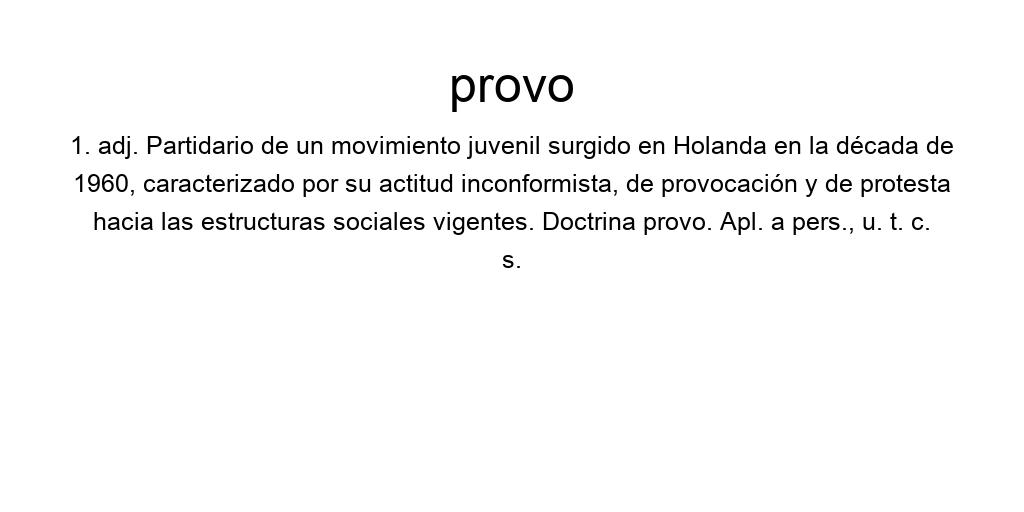 provo
1. adj. Partidario de un movimiento juvenil surgido en Holanda en la década de
1960, caracterizado por su actitud inconformista, de provocación y de protesta
hacia las estructuras sociales vigentes. Doctrina provo. Apl. a pers., u. t. c.
s.